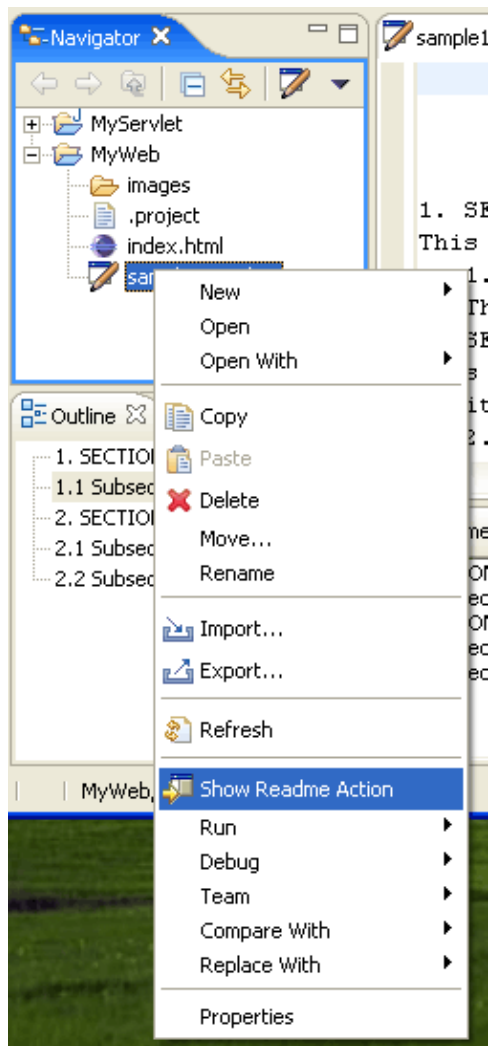 Navigator
sample1
MyServlet
MyWeb
images
.project
index.html
1. SE
This
New
Open
Open With
Copy
Paste
Delete
Move...
Rename
Import...
Export...
Refresh
Show Readme Action
Run
Debug
Team
Compare With
Replace With
Properties
Outline
1. SECTIO
1.1 Subsec
2. SECTIO
2.1 Subsec
2.2 Subsec
MyWeb,